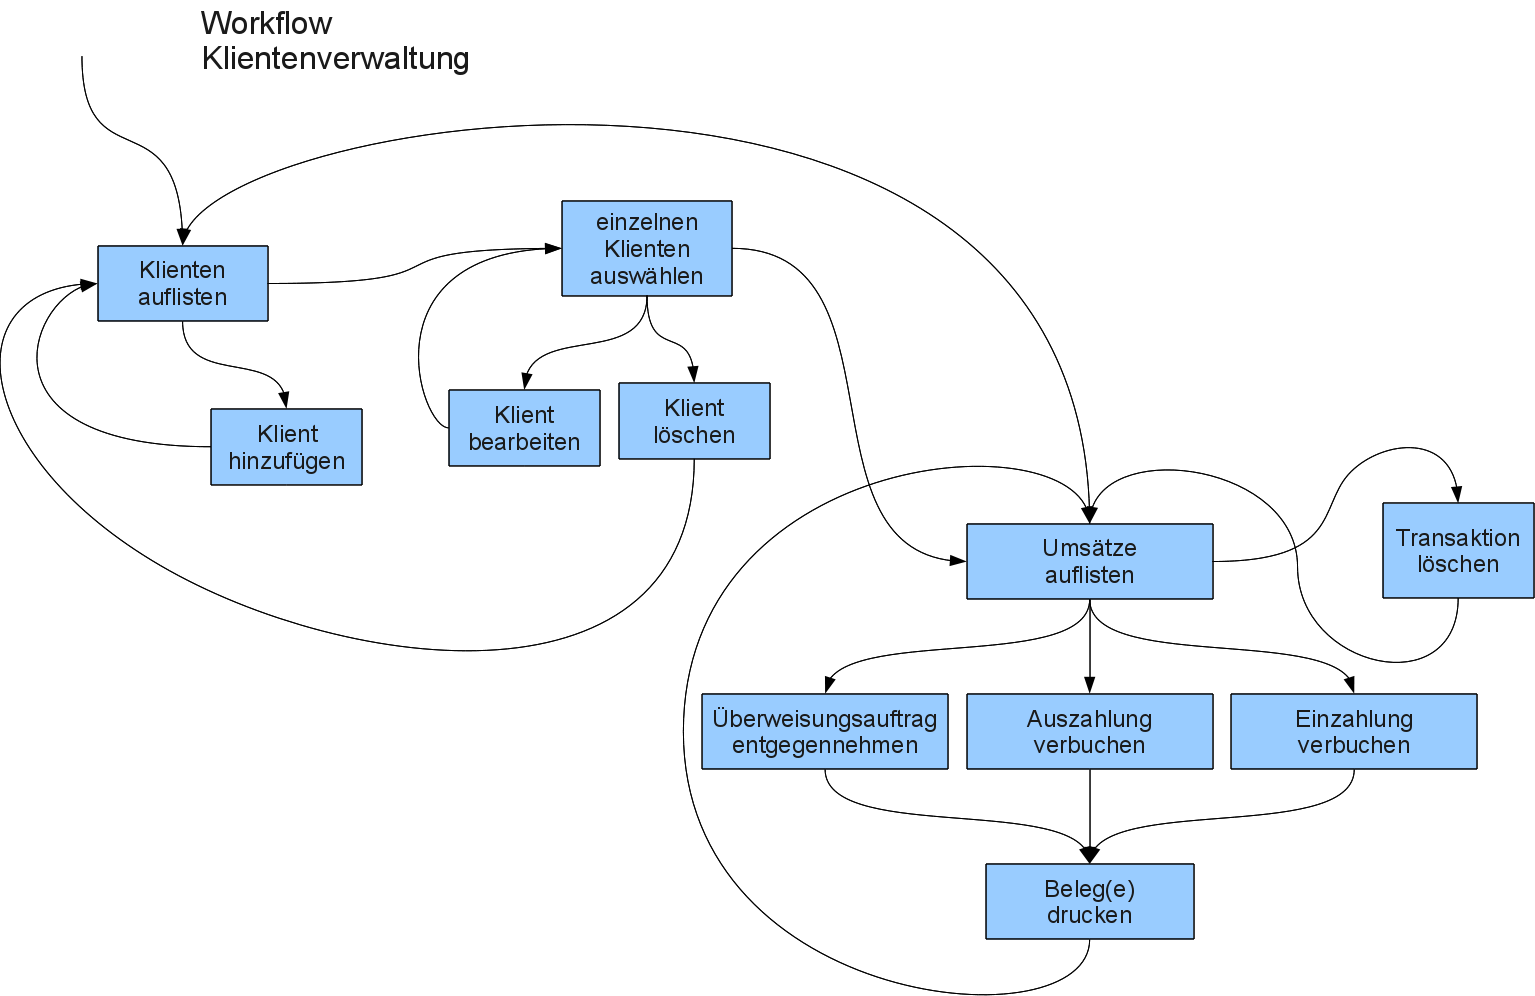 Workflow
Klientenverwaltung
einzelnen
Klienten
auswählen
Klienten
auflisten
Klient
hinzufügen
Klient
bearbeiten
Klient
löschen
Umsätze
auflisten
Transaktion
löschen
Überweisungsauftrag
entgegennehmen
Auszahlung
verbuchen
Einzahlung
verbuchen
Beleg(e)
drucken